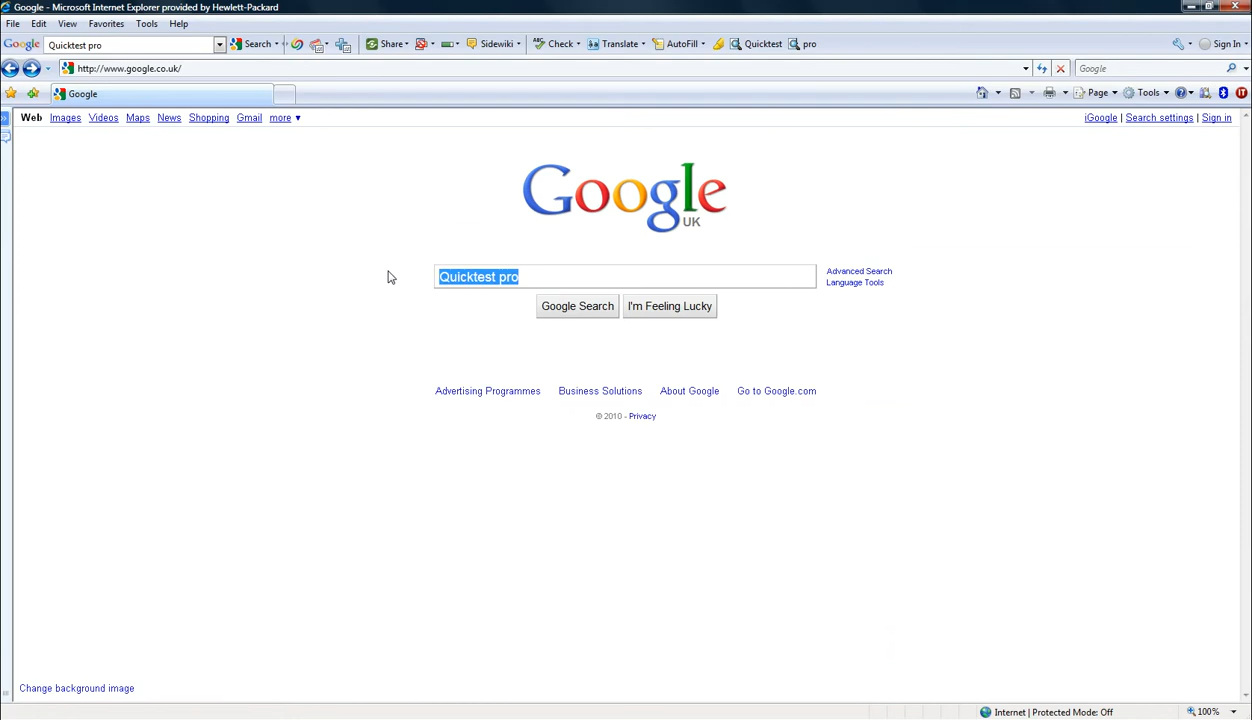 Google - Microsoft Internet Explorer provided by Hewlett-Packard
File Edit View Favorites Tools Help
Google Quicktest pro Search Share Sidewiki Check Translate AutoFill Quicktest pro Sign In
http://www.google.co.uk/ Google
Google Page Tools
Web Images Videos Maps News Shopping Gmail more ▼ iGoogle | Search settings | Sign in
Google
UK
Quicktest pro
Advanced Search
Language Tools
Google Search I'm Feeling Lucky
Advertising Programmes Business Solutions About Google Go to Google.com
© 2010 - Privacy
Change background image
Internet | Protected Mode: Off 100%